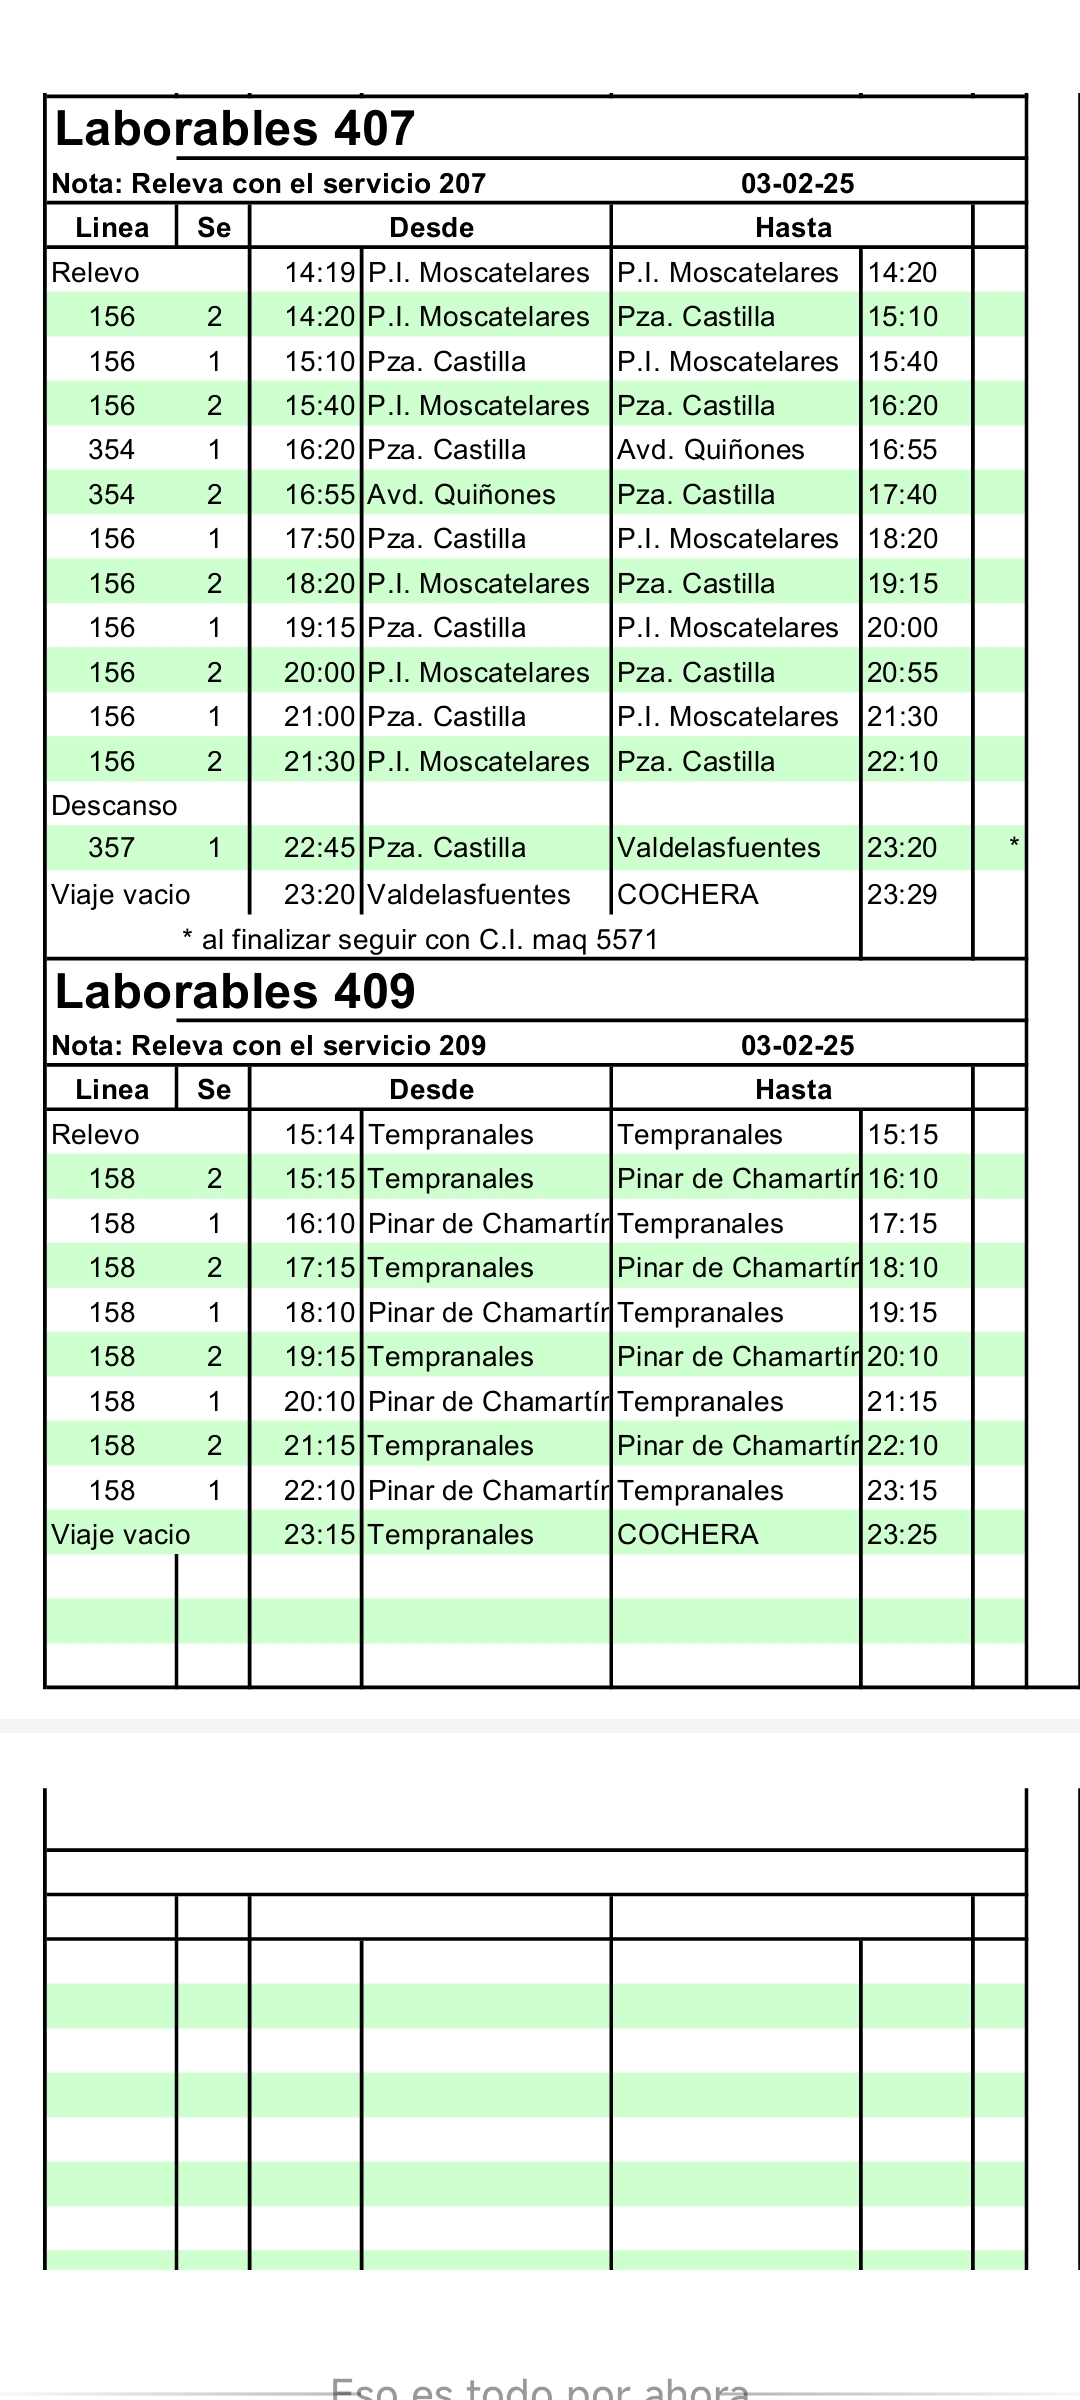 Laborables 407
Nota: Releva con el servicio 207 03-02-25
Linea Se Desde Hasta
Relevo 14:19 P.I. Moscatelares P.I. Moscatelares 14:20
156 2 14:20 P.I. Moscatelares Pza. Castilla 15:10
156 1 15:10 Pza. Castilla P.I. Moscatelares 15:40
156 2 15:40 P.I. Moscatelares Pza. Castilla 16:20
354 1 16:20 Pza. Castilla Avd. Quiñones 16:55
354 2 16:55 Avd. Quiñones Pza. Castilla 17:40
156 1 17:50 Pza. Castilla P.I. Moscatelares 18:20
156 2 18:20 P.I. Moscatelares Pza. Castilla 19:15
156 1 19:15 Pza. Castilla P.I. Moscatelares 20:00
156 2 20:00 P.I. Moscatelares Pza. Castilla 20:55
156 1 21:00 Pza. Castilla P.I. Moscatelares 21:30
156 2 21:30 P.I. Moscatelares Pza. Castilla 22:10
Descanso
357 1 22:45 Pza. Castilla Valdelasfuentes 23:20 *
Viaje vacio 23:20 Valdelasfuentes COCHERA 23:29
* al finalizar seguir con C.I. maq 5571
Laborables 409
Nota: Releva con el servicio 209 03-02-25
Linea Se Desde Hasta
Relevo 15:14 Tempranales Tempranales 15:15
158 2 15:15 Tempranales Pinar de Chamartín 16:10
158 1 16:10 Pinar de Chamartín Tempranales 17:15
158 2 17:15 Tempranales Pinar de Chamartín 18:10
158 1 18:10 Pinar de Chamartín Tempranales 19:15
158 2 19:15 Tempranales Pinar de Chamartín 20:10
158 1 20:10 Pinar de Chamartín Tempranales 21:15
158 2 21:15 Tempranales Pinar de Chamartín 22:10
158 1 22:10 Pinar de Chamartín Tempranales 23:15
Viaje vacio 23:15 Tempranales COCHERA 23:25
Eso es todo por ahora